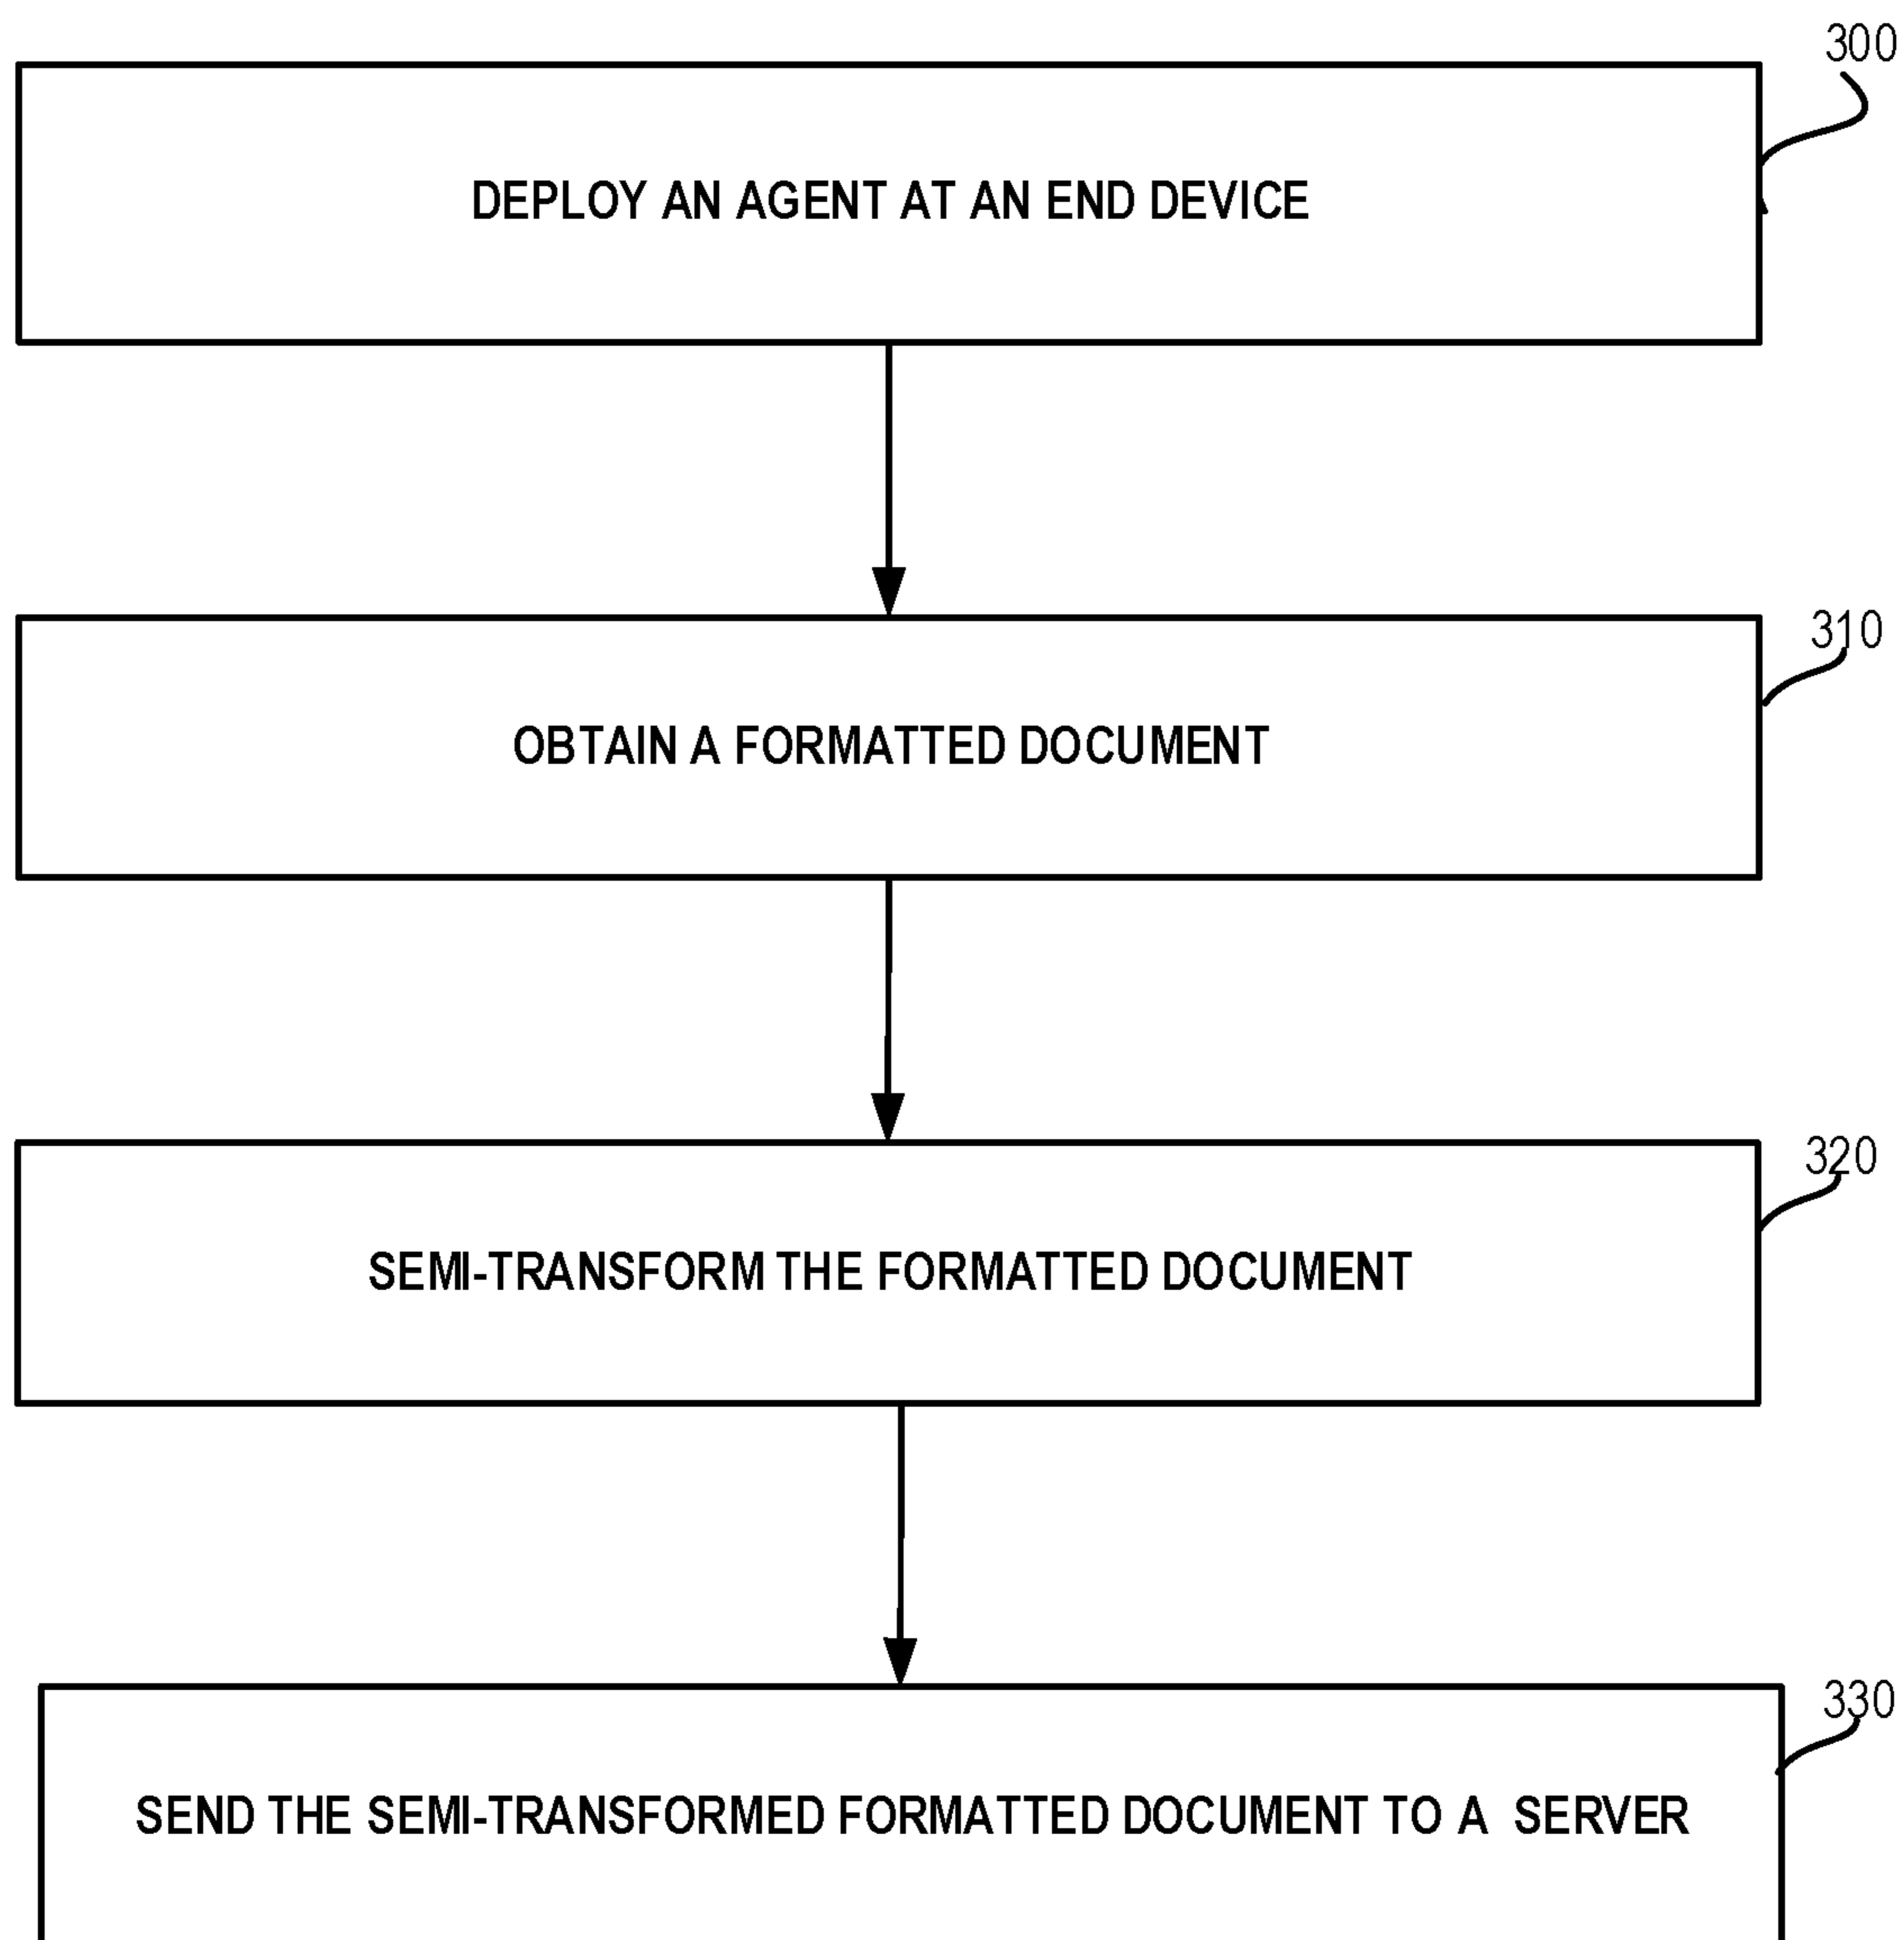 300
DEPLOY AN AGENT AT AN END DEVICE
310
OBTAIN A FORMATTED DOCUMENT
320
SEMI-TRANSFORM THE FORMATTED DOCUMENT
330
SEND THE SEMI-TRANSFORMED FORMATTED DOCUMENT TO A SERVER